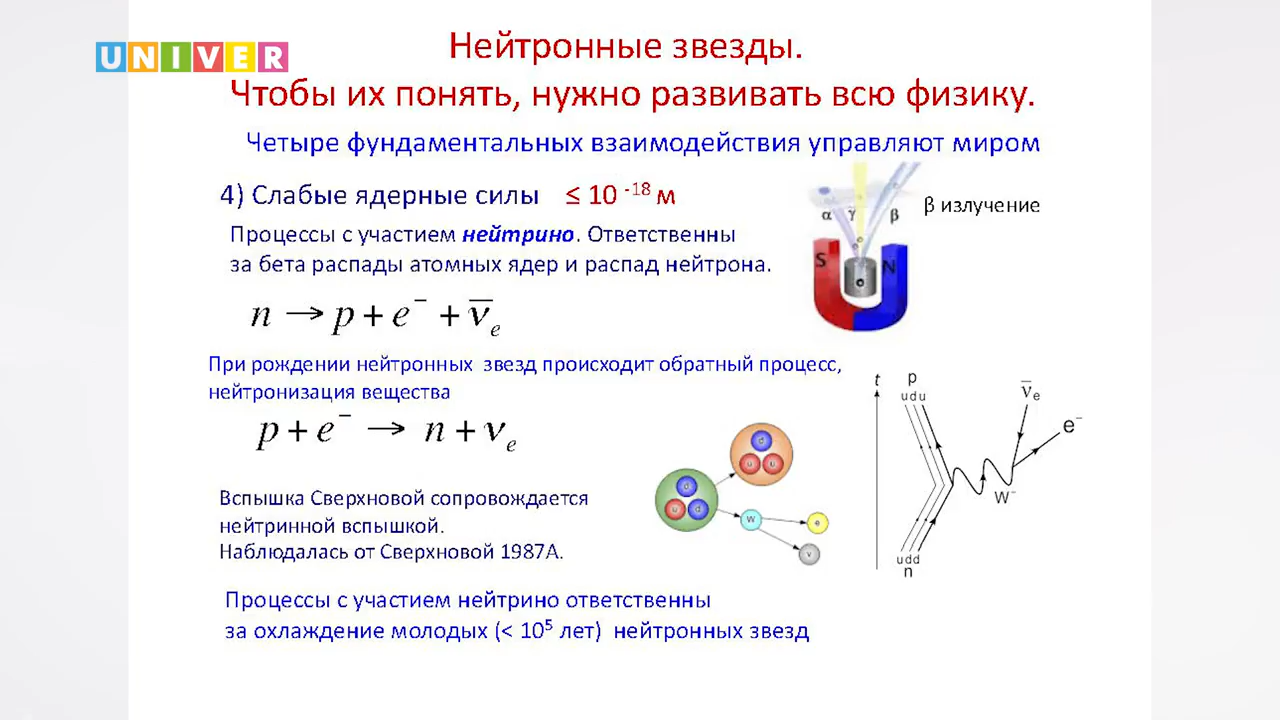 UNIVER
Нейтронные звезды.
Чтобы их понять, нужно развивать всю физику.
Четыре фундаментальных взаимодействия управляют миром
4) Слабые ядерные силы ≤ 10 -18 м
α γ β
β излучение
S N
Процессы с участием нейтрино. Ответственны
за бета распады атомных ядер и распад нейтрона.
n → p + e⁻ + ν̅ₑ
При рождении нейтронных звезд происходит обратный процесс,
нейтронизация вещества
p + e⁻ → n + νₑ
t
p
u d u
ν̅ₑ
e⁻
W⁻
u d d
n
d
u u
d
u d
w
e
v
Вспышка Сверхновой сопровождается
нейтринной вспышкой.
Наблюдалась от Сверхновой 1987А.
Процессы с участием нейтрино ответственны
за охлаждение молодых (< 10⁵ лет) нейтронных звезд